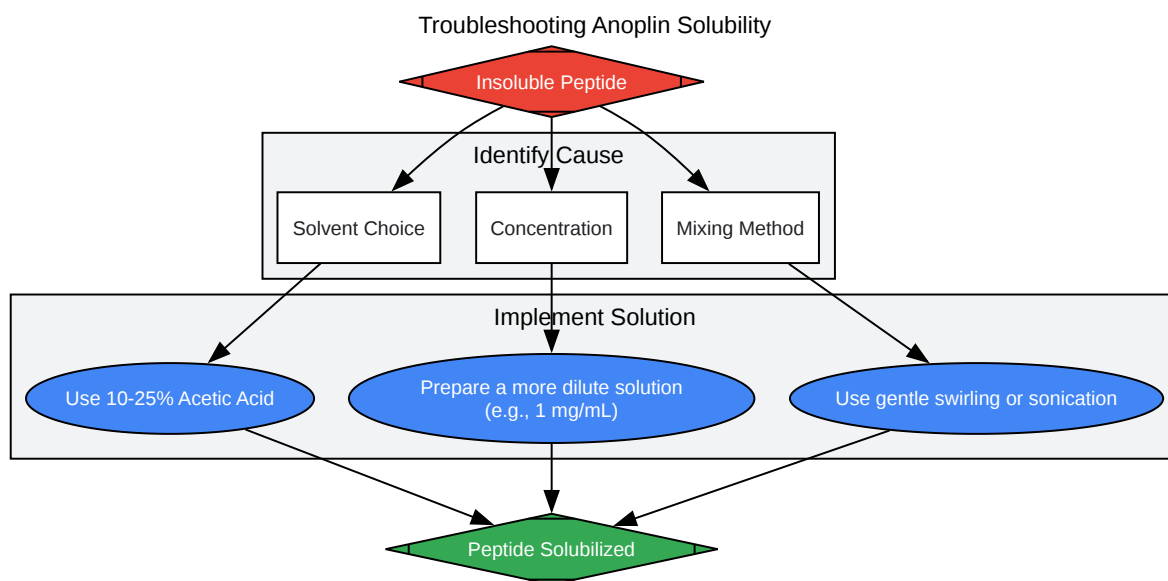 Troubleshooting Anoplin Solubility
Insoluble Peptide
Identify Cause
Solvent Choice
Concentration
Mixing Method
Implement Solution
Use 10-25% Acetic Acid
Prepare a more dilute solution
(e.g., 1 mg/mL)
Use gentle swirling or sonication
Peptide Solubilized